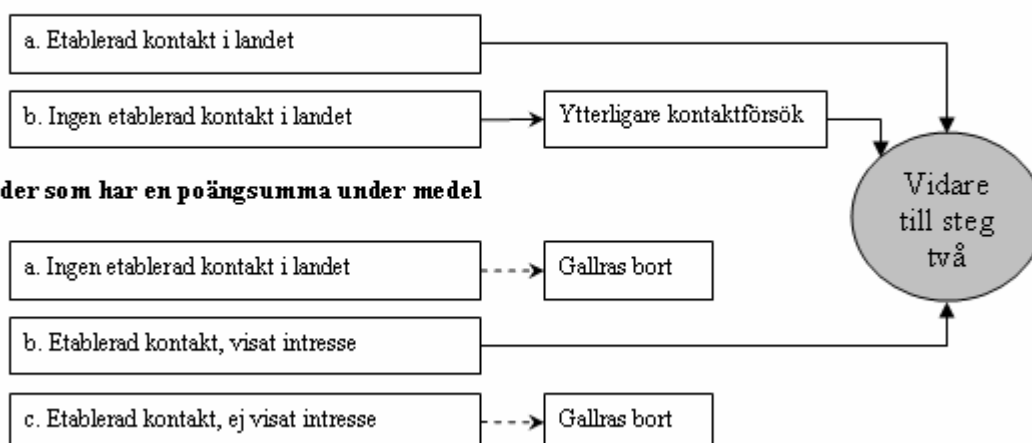 a. Etablerad kontakt i landet
b. Ingen etablerad kontakt i landet
Ytterligare kontaktförsök
der som har en poängsumma under medel
Vidare
till steg
två
a. Ingen etablerad kontakt i landet
Gallras bort
b. Etablerad kontakt, visat intresse
c. Etablerad kontakt, ej visat intresse
Gallras bort